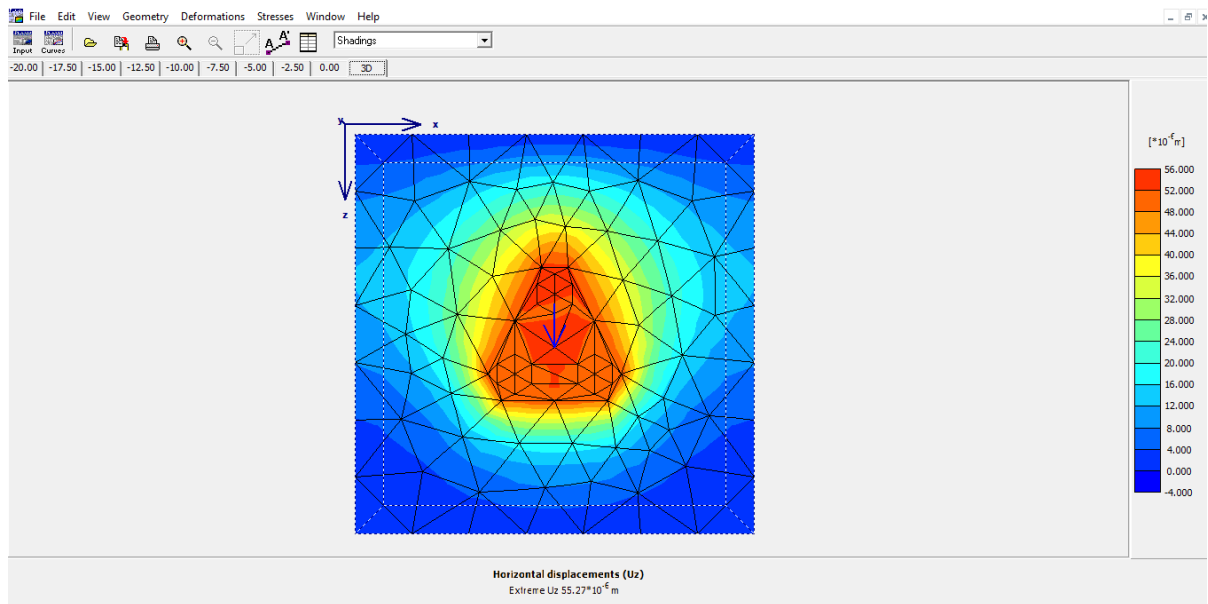 File Edit View Geometry Deformations Stresses Window Help
Input Curves A A' Shadings
-20.00 -17.50 -15.00 -12.50 -10.00 -7.50 -5.00 -2.50 0.00 3D
y x
z
[*10⁻⁶m]
56.000
52.000
48.000
44.000
40.000
36.000
32.000
28.000
24.000
20.000
16.000
12.000
8.000
4.000
0.000
-4.000
Horizontal displacements (Uz)
Extreme Uz 55.27*10⁻⁶ m